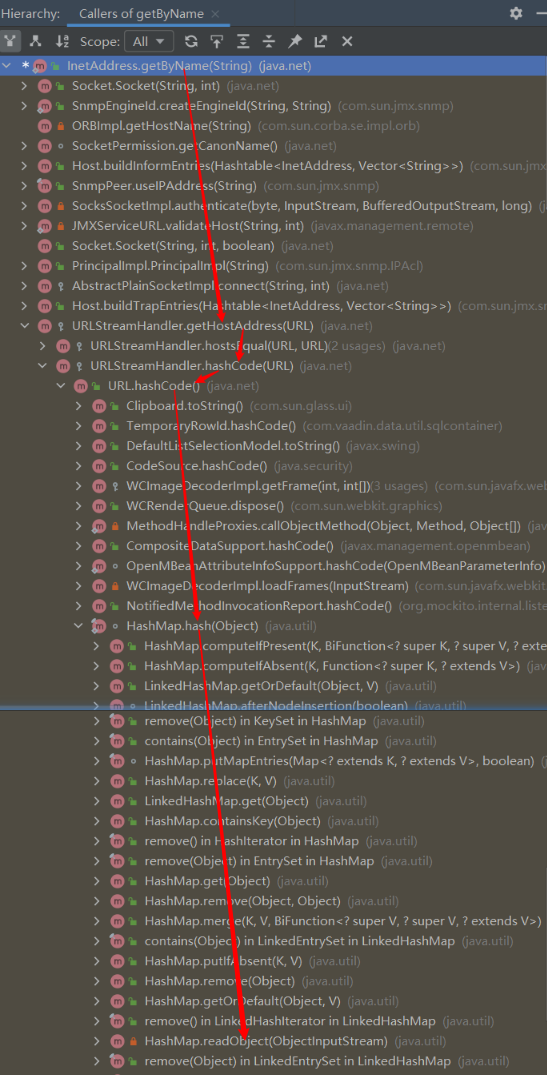 Hierarchy: Callers of getByName ×
Scope: All
* InetAddress.getByName(String) (java.net)
Socket.Socket(String, int) (java.net)
SnmpEngineId.createEngineId(String, String) (com.sun.jmx.snmp)
ORBImpl.getHostName(String) (com.sun.corba.se.impl.orb)
SocketPermission.getCanonName() (java.net)
Host.buildInformEntries(Hashtable<InetAddress, Vector<String>>) (com.sun.jm
SnmpPeer.useIPAddress(String) (com.sun.jmx.snmp)
SocksSocketImpl.authenticate(byte, InputStream, BufferedOutputStream, long) (
JMXServiceURL.validateHost(String, int) (javax.management.remote)
Socket.Socket(String, int, boolean) (java.net)
PrincipalImpl.PrincipalImpl(String) (com.sun.jmx.snmp.IPAcl)
AbstractPlainSocketImpl.connect(String, int) (java.net)
Host.buildTrapEntries(Hashtable<InetAddress, Vector<String>>) (com.sun.jmx
URLStreamHandler.getHostAddress(URL) (java.net)
URLStreamHandler.hostsEqual(URL, URL)(2 usages) (java.net)
URLStreamHandler.hashCode(URL) (java.net)
URL.hashCode() (java.net)
Clipboard.toString() (com.sun.glass.ui)
TemporaryRowId.hashCode() (com.vaadin.data.util.sqlcontainer)
DefaultListSelectionModel.toString() (javax.swing)
CodeSource.hashCode() (java.security)
WCImageDecoderImpl.getFrame(int, int[])(3 usages) (com.sun.javafx.webkit
WCRenderQueue.dispose() (com.sun.webkit.graphics)
MethodHandleProxies.callObjectMethod(Object, Method, Object[]) (java
CompositeDataSupport.hashCode() (javax.management.openmbean)
OpenMBeanAttributeInfoSupport.hashCode(OpenMBeanParameterInfo)
WCImageDecoderImpl.loadFrames(InputStream) (com.sun.javafx.webkit
NotifiedMethodInvocationReport.hashCode() (org.mockito.internal.liste
HashMap.hash(Object) (java.util)
HashMap.computeIfPresent(K, BiFunction<? super K, ? super V, ? exte
HashMap.computeIfAbsent(K, Function<? super K, ? extends V>) (java
LinkedHashMap.getOrDefault(Object, V) (java.util)
LinkedHashMap.afterNodeInsertion(boolean) (java.util)
remove(Object) in KeySet in HashMap (java.util)
contains(Object) in EntrySet in HashMap (java.util)
HashMap.putMapEntries(Map<? extends K, ? extends V>, boolean) (j
HashMap.replace(K, V) (java.util)
LinkedHashMap.get(Object) (java.util)
HashMap.containsKey(Object) (java.util)
remove() in HashIterator in HashMap (java.util)
remove(Object) in EntrySet in HashMap (java.util)
HashMap.get(Object) (java.util)
HashMap.remove(Object, Object) (java.util)
HashMap.merge(K, V, BiFunction<? super V, ? super V, ? extends V>)
contains(Object) in LinkedEntrySet in LinkedHashMap (java.util)
HashMap.putIfAbsent(K, V) (java.util)
HashMap.remove(Object) (java.util)
HashMap.getOrDefault(Object, V) (java.util)
remove() in LinkedHashIterator in LinkedHashMap (java.util)
HashMap.readObject(ObjectInputStream) (java.util)
remove(Object) in LinkedEntrySet in LinkedHashMap (java.util)